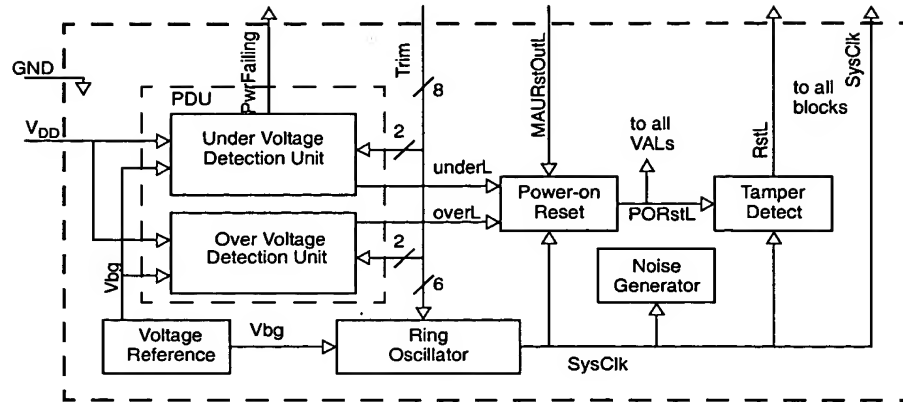 GND
V_DD
PDU
PwrFailing
Trim
8
MAURstOutL
to all
VALs
RstL
to all
blocks
SysClk
Under Voltage
Detection Unit
2
underL
Power-on
Reset
PORstL
Tamper
Detect
overL
Over Voltage
Detection Unit
2
6
Vbg
Noise
Generator
Voltage
Reference
Vbg
Ring
Oscillator
SysClk